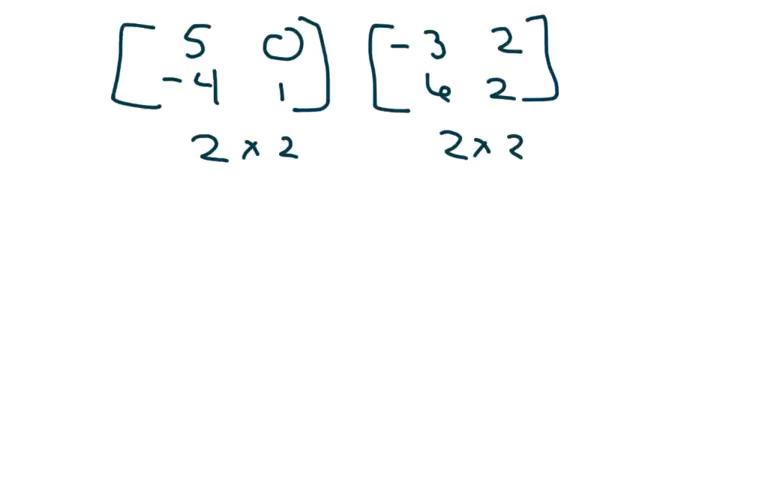 [ 5 0 ] [ -3 2 ]
[ -4 1 ] [ 6 2 ]
2 × 2 2 × 2